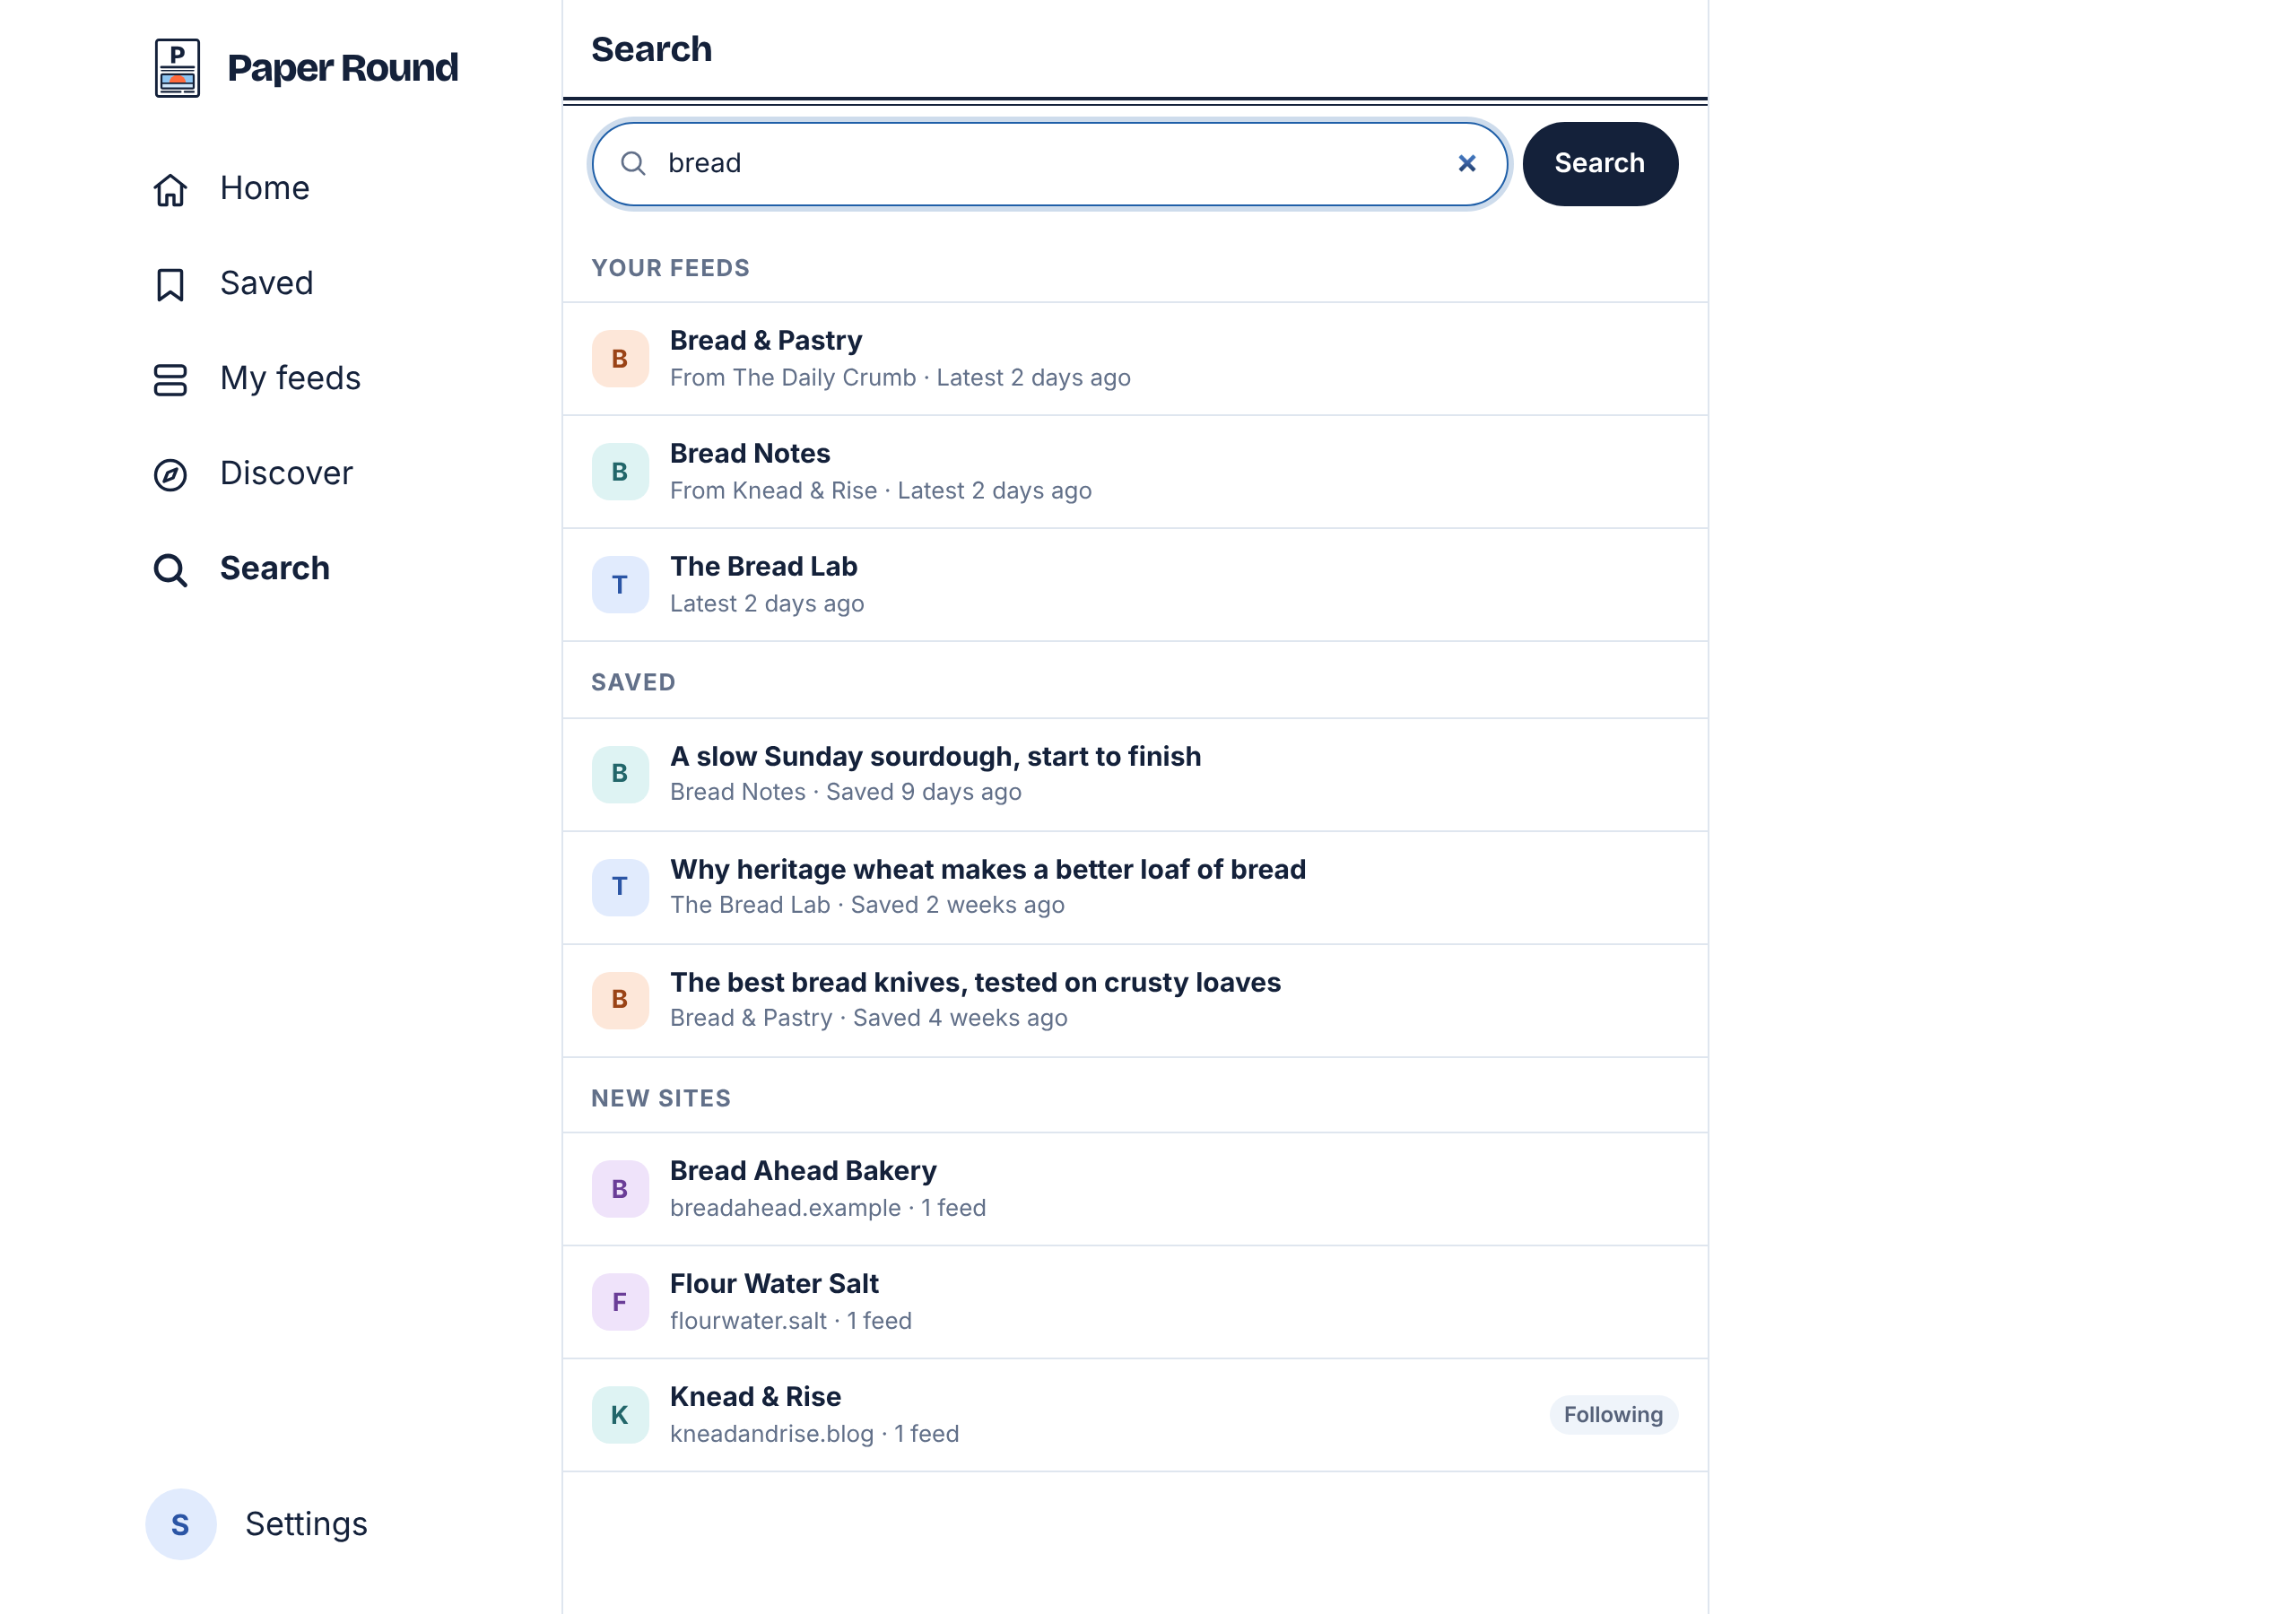 P
Paper Round
Home
Saved
My feeds
Discover
Search
S
Settings
Search
bread
Search
YOUR FEEDS
B
Bread & Pastry
From The Daily Crumb · Latest 2 days ago
B
Bread Notes
From Knead & Rise · Latest 2 days ago
T
The Bread Lab
Latest 2 days ago
SAVED
B
A slow Sunday sourdough, start to finish
Bread Notes · Saved 9 days ago
T
Why heritage wheat makes a better loaf of bread
The Bread Lab · Saved 2 weeks ago
B
The best bread knives, tested on crusty loaves
Bread & Pastry · Saved 4 weeks ago
NEW SITES
B
Bread Ahead Bakery
breadahead.example · 1 feed
F
Flour Water Salt
flourwater.salt · 1 feed
K
Knead & Rise
kneadandrise.blog · 1 feed
Following